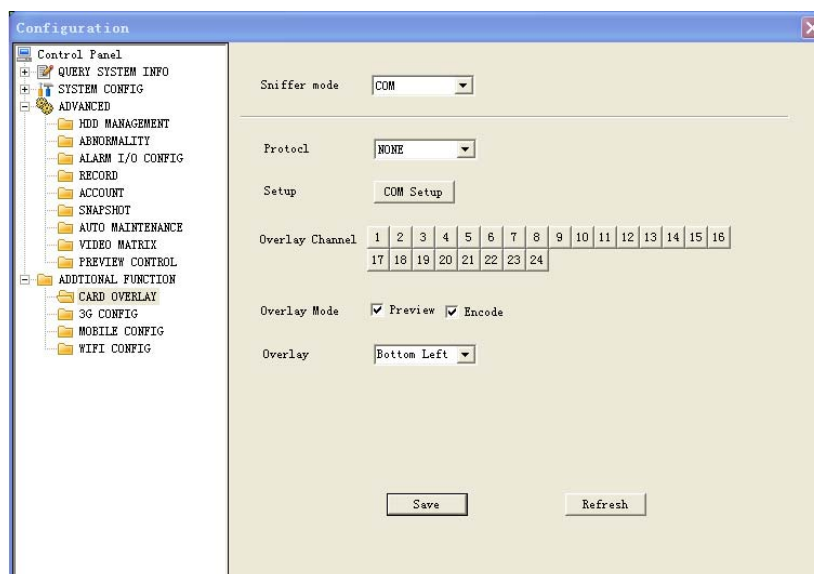 Configuration
Control Panel
QUERY SYSTEM INFO
SYSTEM CONFIG
ADVANCED
HDD MANAGEMENT
ABNORMALITY
ALARM I/O CONFIG
RECORD
ACCOUNT
SNAPSHOT
AUTO MAINTENANCE
VIDEO MATRIX
PREVIEW CONTROL
ADDTIONAL FUNCTION
CARD OVERLAY
3G CONFIG
MOBILE CONFIG
WIFI CONFIG
Sniffer mode COM
Protocl NONE
Setup COM Setup
Overlay Channel 1 2 3 4 5 6 7 8 9 10 11 12 13 14 15 16
17 18 19 20 21 22 23 24
Overlay Mode Preview Encode
Overlay Bottom Left
Save Refresh